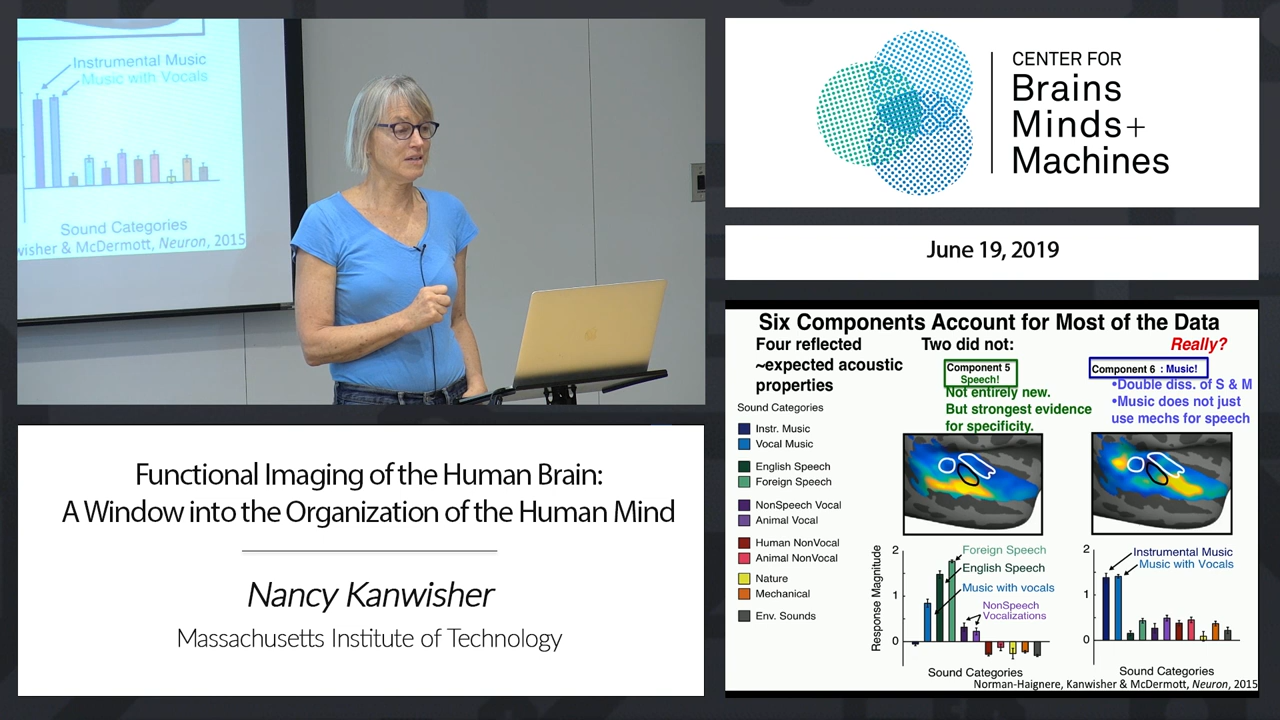 Instrumental Music
Music with Vocals
Sound Categories
wisher & McDermott, Neuron, 2015
CENTER FOR
Brains
Minds+
Machines
June 19, 2019
Functional Imaging of the Human Brain:
A Window into the Organization of the Human Mind
Nancy Kanwisher
Massachusetts Institute of Technology
Six Components Account for Most of the Data
Four reflected
~expected acoustic
properties
Two did not:
Really?
Component 5
Speech!
Not entirely new.
But strongest evidence
for specificity.
Component 6 : Music!
•Double diss. of S & M
•Music does not just
use mechs for speech
Sound Categories
Instr. Music
Vocal Music
English Speech
Foreign Speech
NonSpeech Vocal
Animal Vocal
Human NonVocal
Animal NonVocal
Nature
Mechanical
Env. Sounds
Response Magnitude
2
1
0
Foreign Speech
English Speech
Music with vocals
NonSpeech
Vocalizations
Sound Categories
2
1
0
Instrumental Music
Music with Vocals
Sound Categories
Norman-Haignere, Kanwisher & McDermott, Neuron, 2015